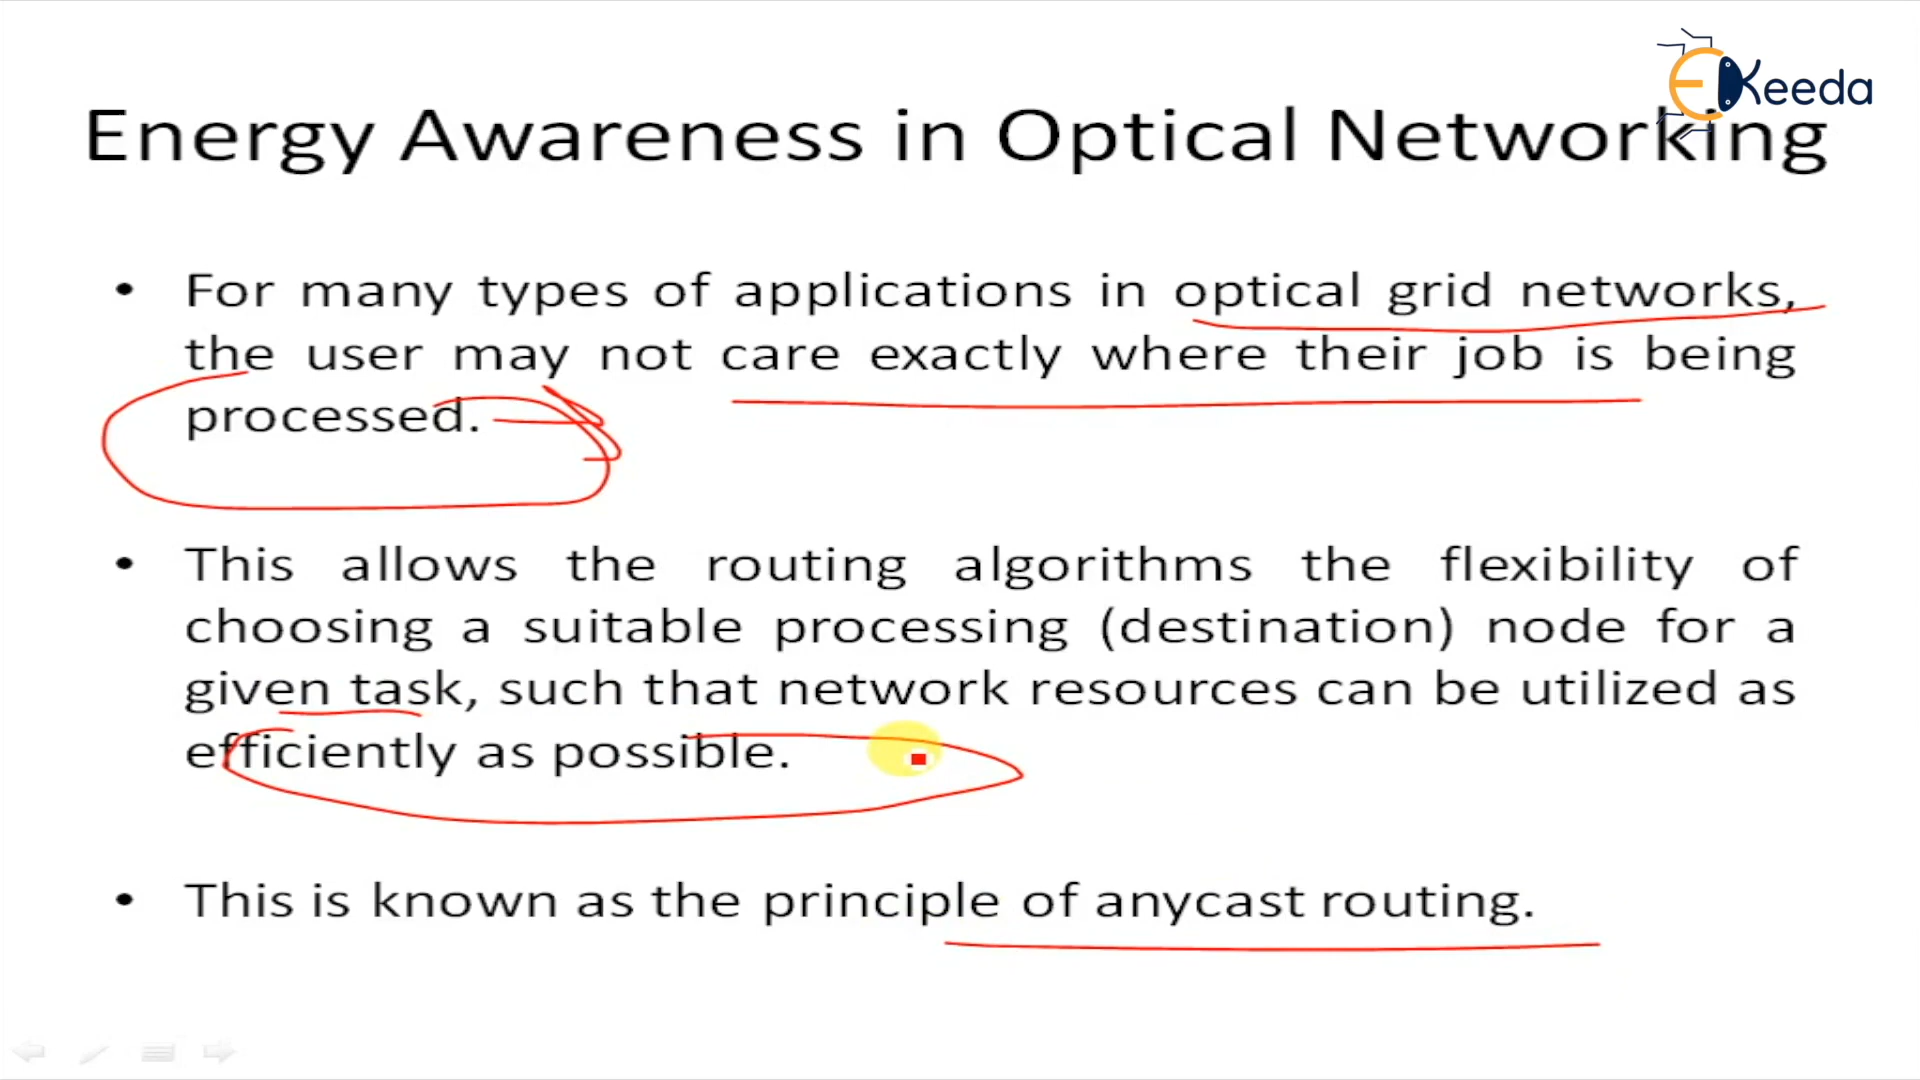 EKeeda
Energy Awareness in Optical Networking
• For many types of applications in optical grid networks,
the user may not care exactly where their job is being
processed.
• This allows the routing algorithms the flexibility of
choosing a suitable processing (destination) node for a
given task, such that network resources can be utilized as
efficiently as possible.
• This is known as the principle of anycast routing.